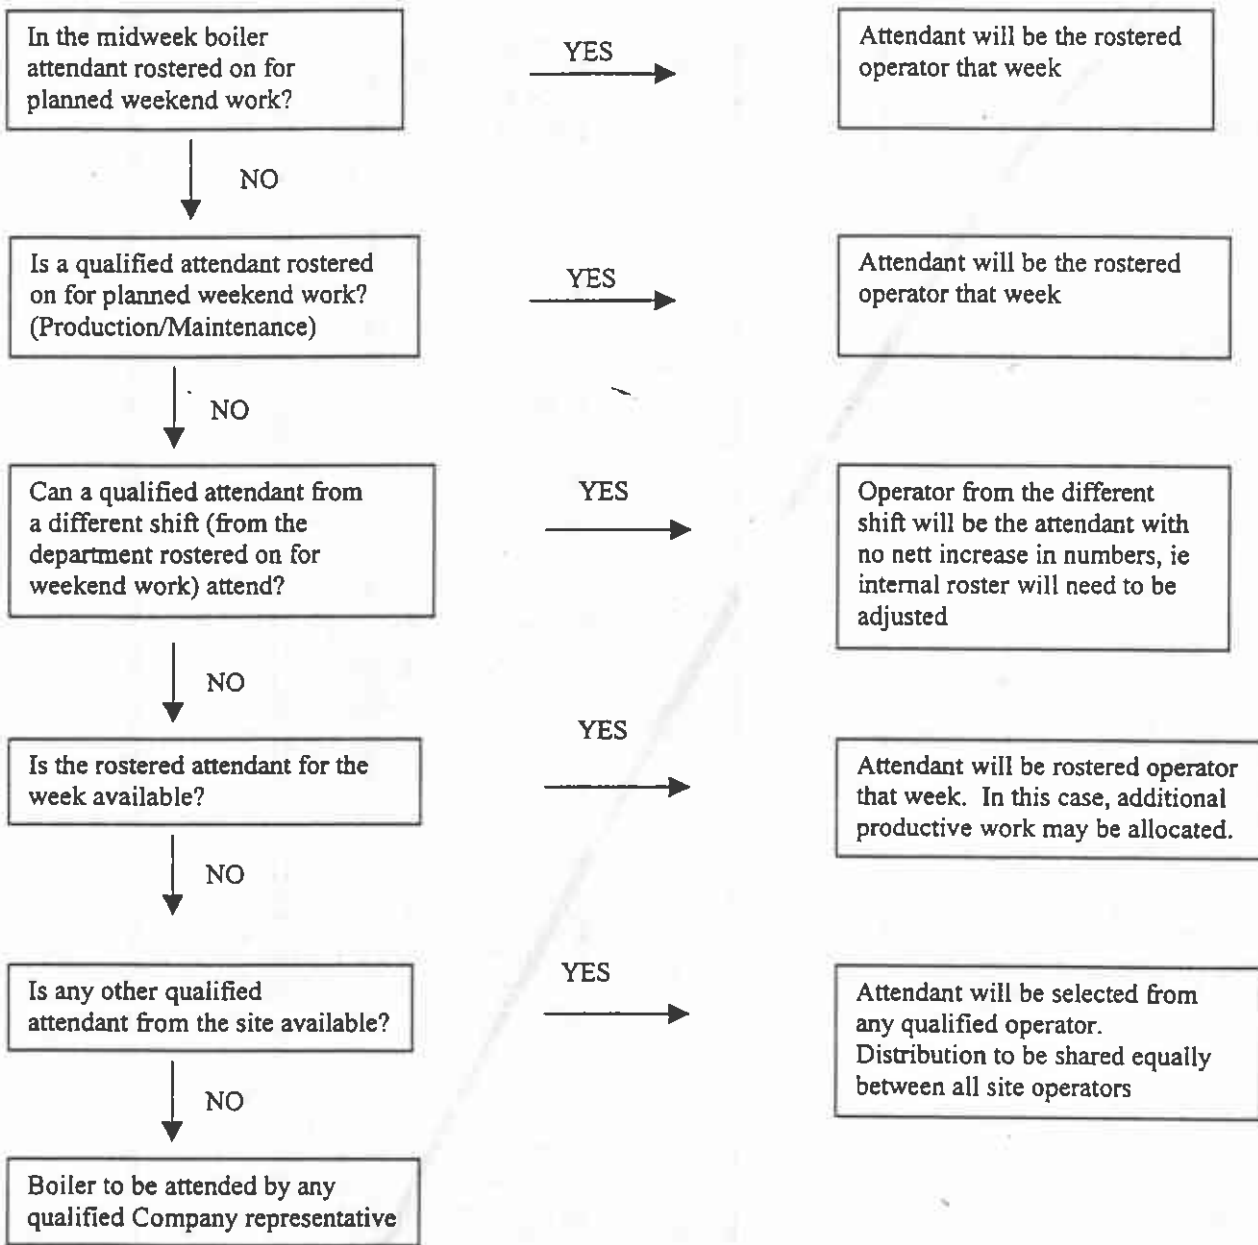 In the midweek boiler
attendant rostered on for
planned weekend work?
YES
Attendant will be the rostered
operator that week
NO
Is a qualified attendant rostered
on for planned weekend work?
(Production/Maintenance)
YES
Attendant will be the rostered
operator that week
NO
Can a qualified attendant from
a different shift (from the
department rostered on for
weekend work) attend?
YES
Operator from the different
shift will be the attendant with
no nett increase in numbers, ie
internal roster will need to be
adjusted
NO
Is the rostered attendant for the
week available?
YES
Attendant will be rostered operator
that week. In this case, additional
productive work may be allocated.
NO
Is any other qualified
attendant from the site available?
YES
Attendant will be selected from
any qualified operator.
Distribution to be shared equally
between all site operators
NO
Boiler to be attended by any
qualified Company representative